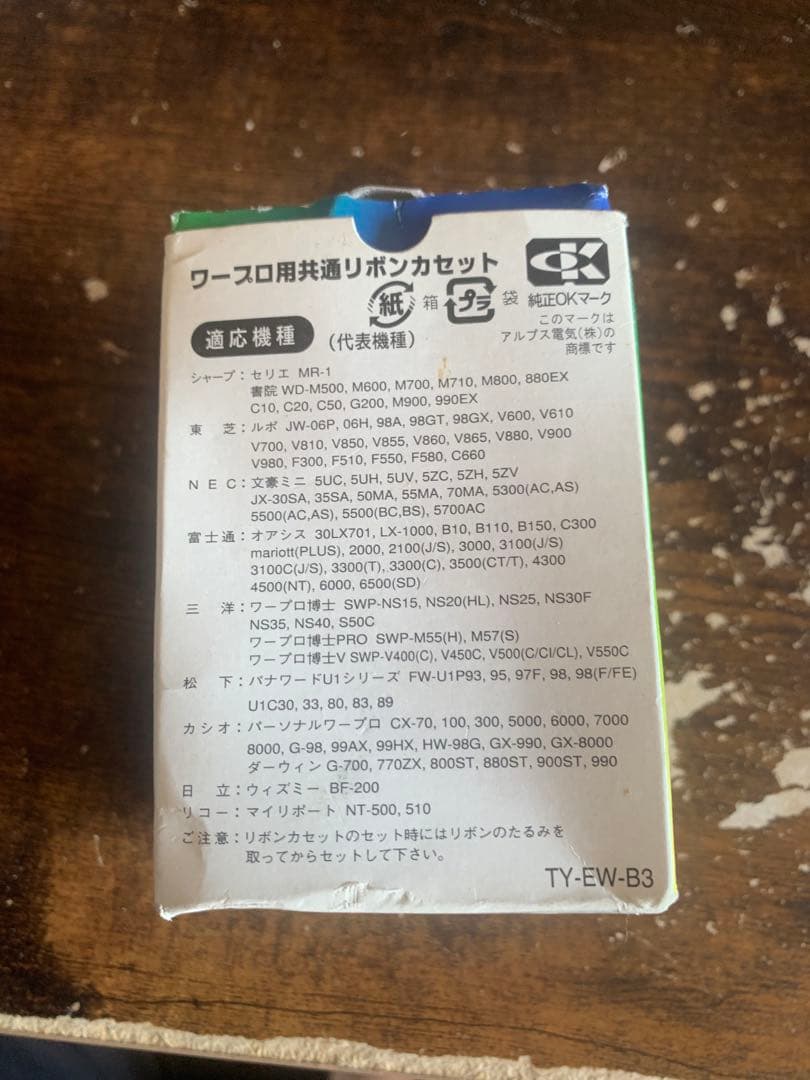 ワープロ用共通リボンカセット
紙 箱 プラ 袋
純正OKマーク
このマークは
アルプス電気(株)の
商標です
適応機種 (代表機種)
シャープ：セリエ MR-1
書院 WD-M500, M600, M700, M710, M800, 880EX
C10, C20, C50, G200, M900, 990EX
東芝：ルポ JW-06P, 06H, 98A, 98GT, 98GX, V600, V610
V700, V810, V850, V855, V860, V865, V880, V900
V980, F300, F510, F550, F580, C660
NEC：文豪ミニ 5UC, 5UH, 5UV, 5ZC, 5ZH, 5ZV
JX-30SA, 35SA, 50MA, 55MA, 70MA, 5300(AC,AS)
5500(AC,AS), 5500(BC,BS), 5700AC
富士通：オアシス 30LX701, LX-1000, B10, B110, B150, C300
mariott(PLUS), 2000, 2100(J/S), 3000, 3100(J/S)
3100C(J/S), 3300(T), 3300(C), 3500(CT/T), 4300
4500(NT), 6000, 6500(SD)
三洋：ワープロ博士 SWP-NS15, NS20(HL), NS25, NS30F
NS35, NS40, S50C
ワープロ博士PRO SWP-M55(H), M57(S)
ワープロ博士V SWP-V400(C), V450C, V500(C/CI/CL), V550C
松下：パナワードU1シリーズ FW-U1P93, 95, 97F, 98, 98(F/FE)
U1C30, 33, 80, 83, 89
カシオ：パーソナルワープロ CX-70, 100, 300, 5000, 6000, 7000
8000, G-98, 99AX, 99HX, HW-98G, GX-990, GX-8000
ダーウィン G-700, 770ZX, 800ST, 880ST, 900ST, 990
日立：ウィズミー BF-200
リコー：マイリポート NT-500, 510
ご注意：リボンカセットのセット時にはリボンのたるみを
取ってからセットして下さい。
TY-EW-B3